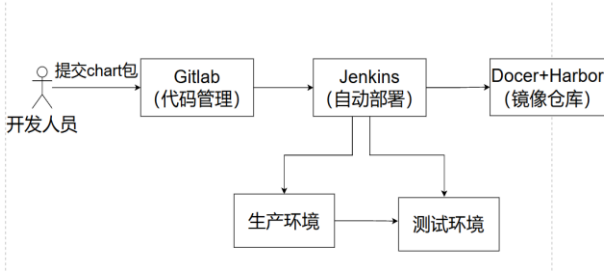 提交chart包
开发人员
Gitlab
（代码管理）
Jenkins
（自动部署）
Docer+Harbor
（镜像仓库）
生产环境
测试环境